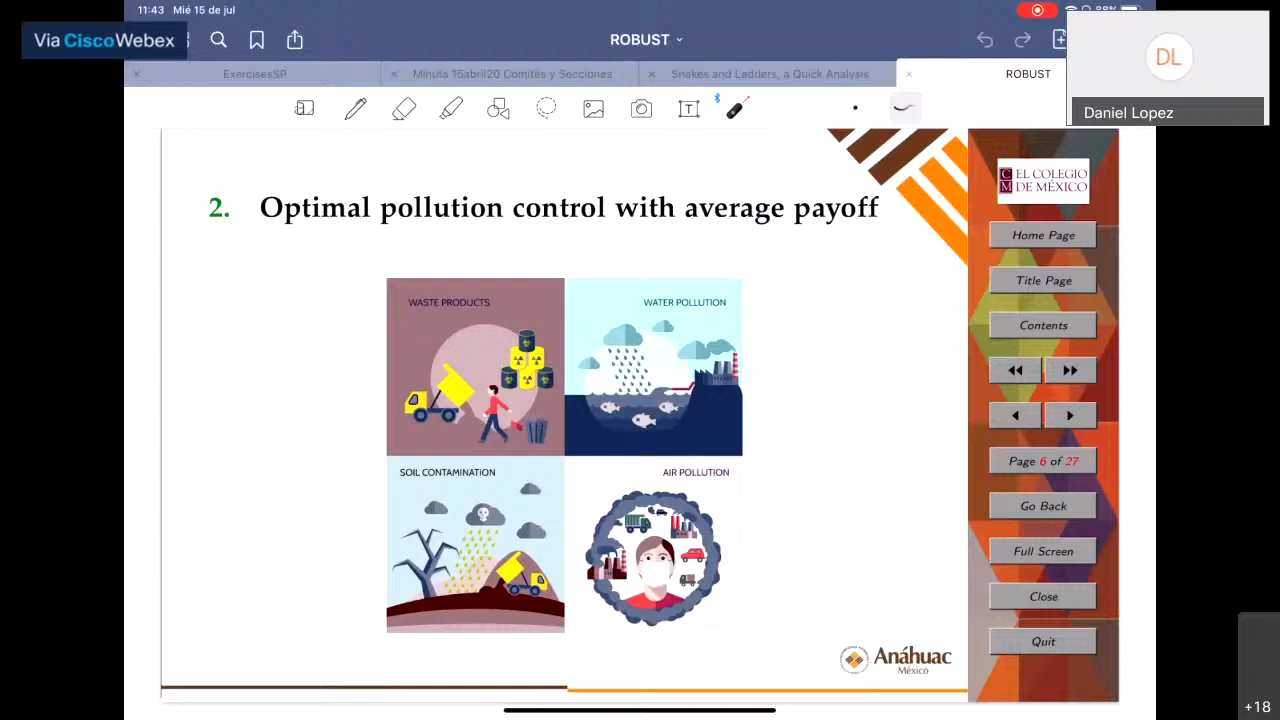 11:43 Mié 15 de jul
88%
Via CiscoWebex
ROBUST
ExercisesSP
Minuta 15abril20 Comités y Secciones
Snakes and Ladders, a Quick Analysis
ROBUST
T
DL
Daniel Lopez
2. Optimal pollution control with average payoff
WASTE PRODUCTS
WATER POLLUTION
SOIL CONTAMINATION
AIR POLLUTION
Anáhuac
México
C
M
EL COLEGIO
DE MÉXICO
Home Page
Title Page
Contents
Page 6 of 27
Go Back
Full Screen
Close
Quit
+18